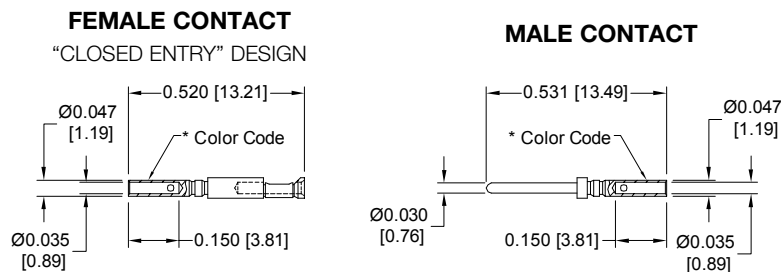 FEMALE CONTACT
“CLOSED ENTRY” DESIGN
0.520 [13.21]
Ø0.047
[1.19]
* Color Code
Ø0.035
[0.89]
0.150 [3.81]
MALE CONTACT
0.531 [13.49]
Ø0.047
[1.19]
* Color Code
Ø0.030
[0.76]
0.150 [3.81]
Ø0.035
[0.89]